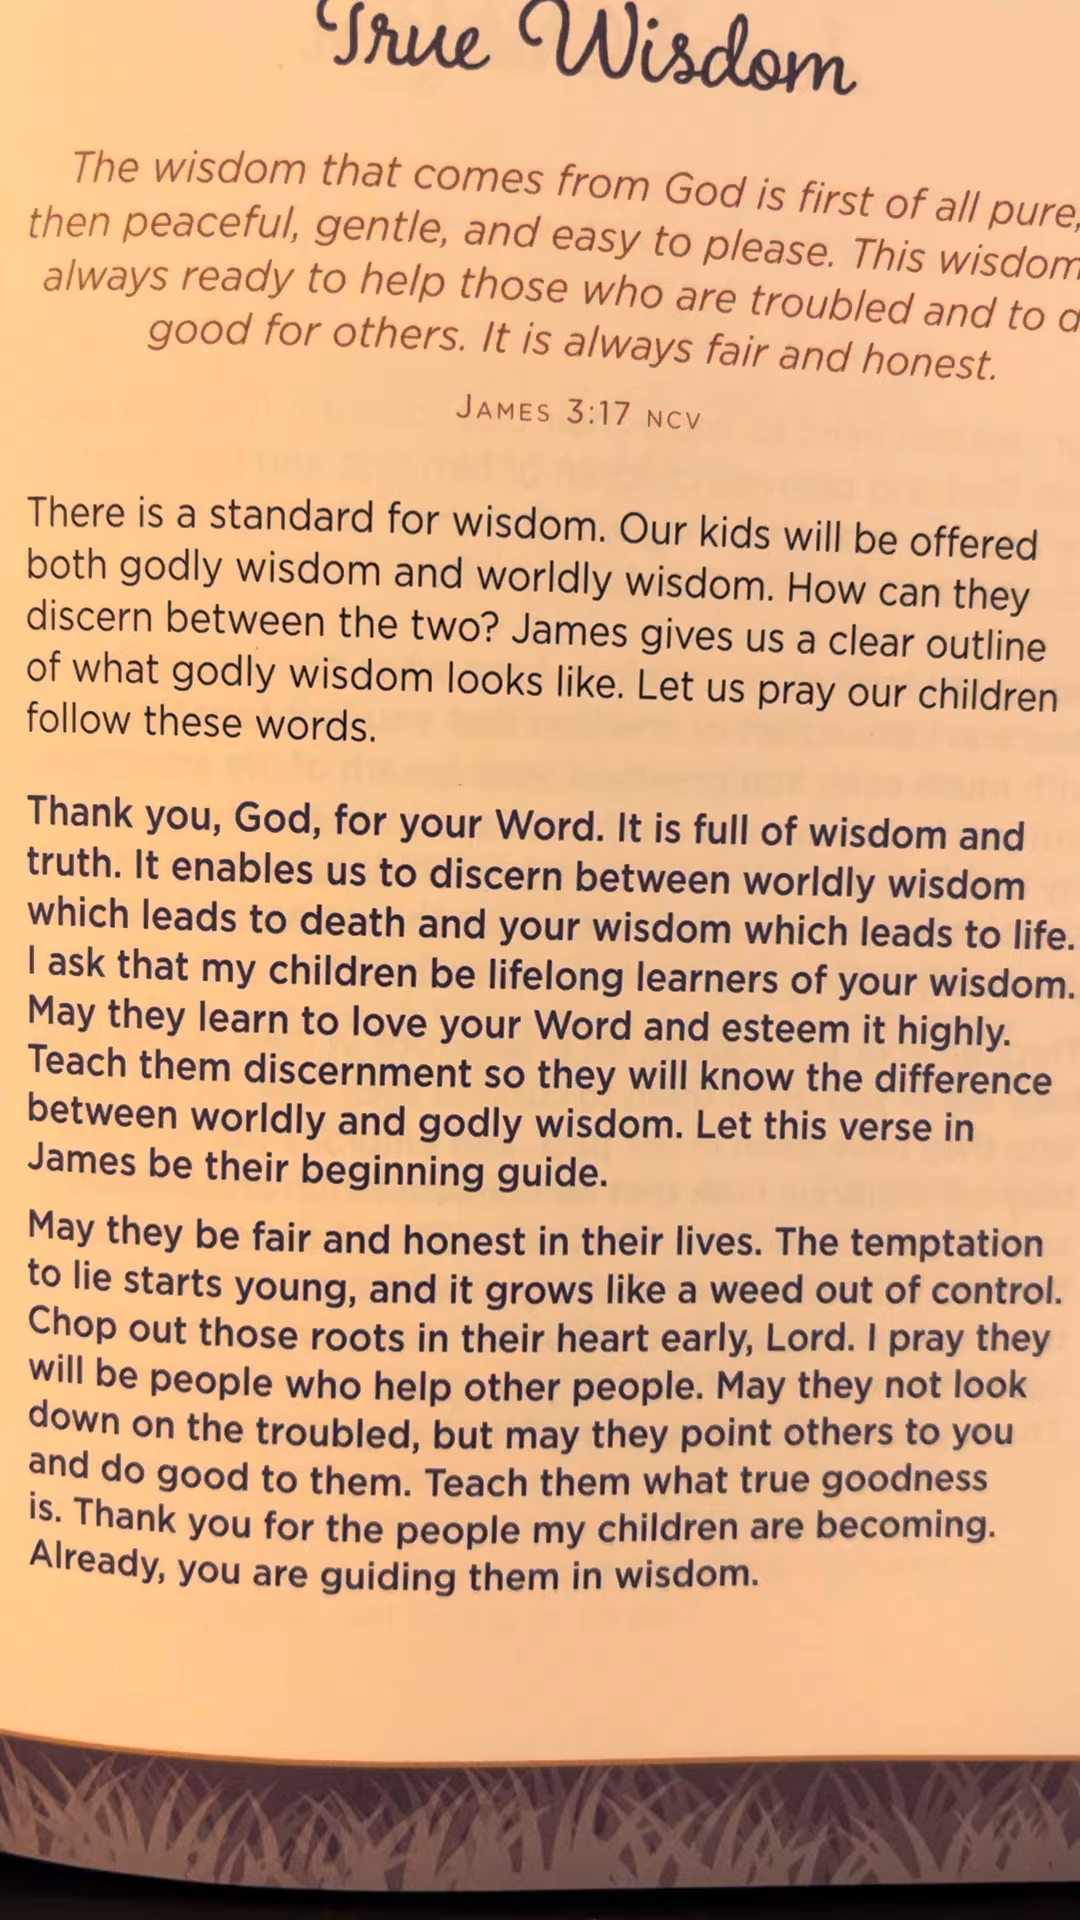 True Wisdom
The wisdom that comes from God is first of all pure,
then peaceful, gentle, and easy to please. This wisdom
always ready to help those who are troubled and to d
good for others. It is always fair and honest.
JAMES 3:17 NCV
There is a standard for wisdom. Our kids will be offered
both godly wisdom and worldly wisdom. How can they
discern between the two? James gives us a clear outline
of what godly wisdom looks like. Let us pray our children
follow these words.
Thank you, God, for your Word. It is full of wisdom and
truth. It enables us to discern between worldly wisdom
which leads to death and your wisdom which leads to life.
I ask that my children be lifelong learners of your wisdom.
May they learn to love your Word and esteem it highly.
Teach them discernment so they will know the difference
between worldly and godly wisdom. Let this verse in
James be their beginning guide.
May they be fair and honest in their lives. The temptation
to lie starts young, and it grows like a weed out of control.
Chop out those roots in their heart early, Lord. I pray they
will be people who help other people. May they not look
down on the troubled, but may they point others to you
and do good to them. Teach them what true goodness
is. Thank you for the people my children are becoming.
Already, you are guiding them in wisdom.